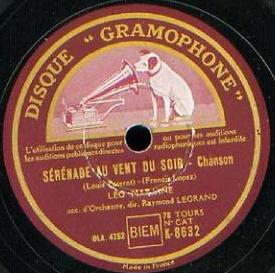 DISQUE "GRAMOPHONE"
L'utilisation de ce disque pour
les auditions publiques directes
ou pour les auditions
radiophoniques est interdite
SÉRÉNADE AU VENT DU SOIR - Chanson
(Louis Poterat)-(Francis Lopez)
LÉO MARJANE
acc. d'Orchestre, dir. Raymond LEGRAND
78 TOURS
N° CAT
OLA. 4252
BIEM
K-8632
Made in France